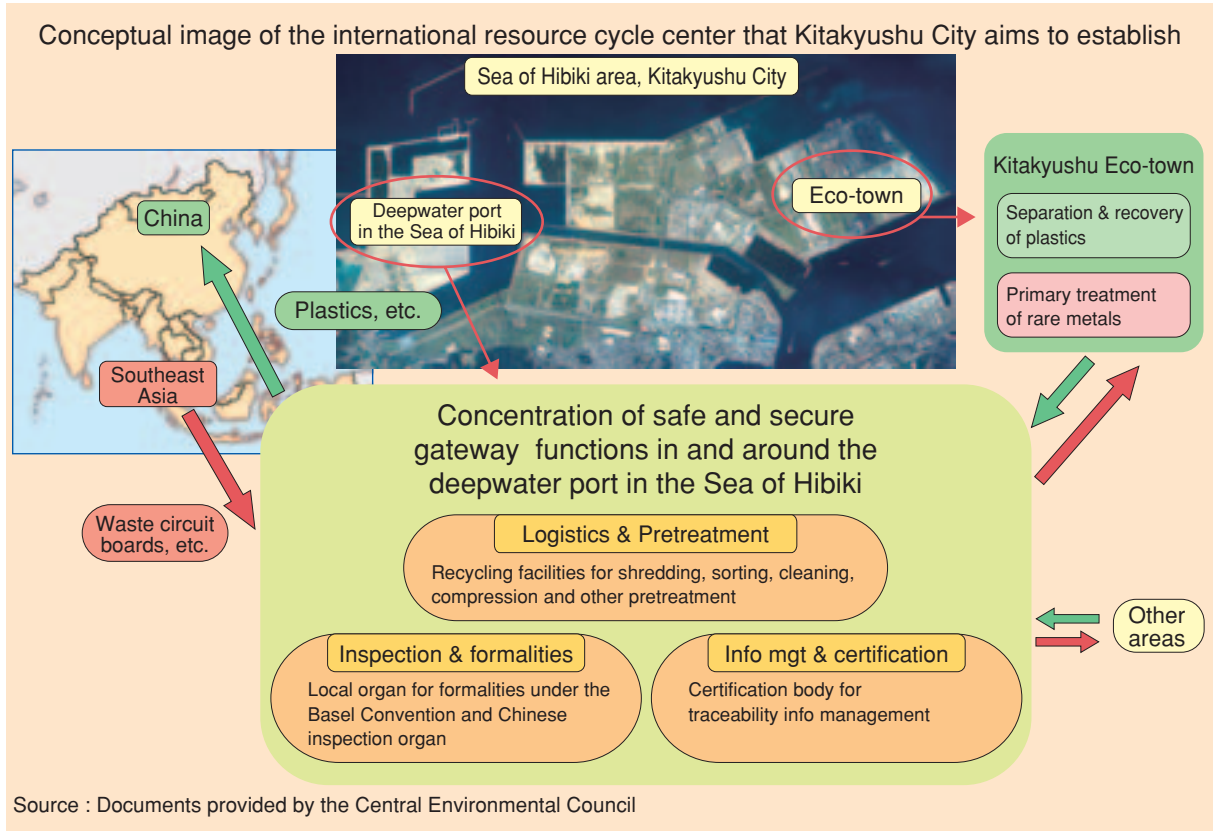 Conceptual image of the international resource cycle center that Kitakyushu City aims to establish
Sea of Hibiki area, Kitakyushu City
China
Deepwater port
in the Sea of Hibiki
Eco-town
Kitakyushu Eco-town
Separation & recovery
of plastics
Primary treatment
of rare metals
Plastics, etc.
Southeast
Asia
Waste circuit
boards, etc.
Concentration of safe and secure
gateway functions in and around the
deepwater port in the Sea of Hibiki
Logistics & Pretreatment
Recycling facilities for shredding, sorting, cleaning,
compression and other pretreatment
Inspection & formalities
Local organ for formalities under the
Basel Convention and Chinese
inspection organ
Info mgt & certification
Certification body for
traceability info management
Other
areas
Source : Documents provided by the Central Environmental Council